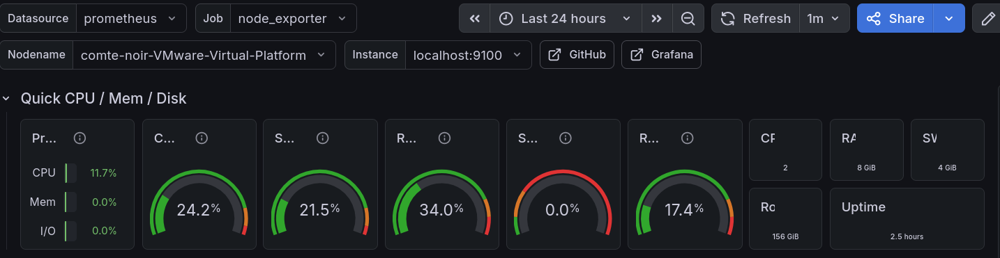 Datasource prometheus Job node_exporter Last 24 hours Refresh 1m Share
Nodename comte-noir-VMware-Virtual-Platform Instance localhost:9100 GitHub Grafana
Quick CPU / Mem / Disk
Pr... C... S... R... S... R... CP RA SV
CPU 11.7%
Mem 0.0%
I/O 0.0%
24.2%
21.5%
34.0%
0.0%
17.4%
2
8 GiB
4 GiB
Ro Uptime
156 GiB
2.5 hours